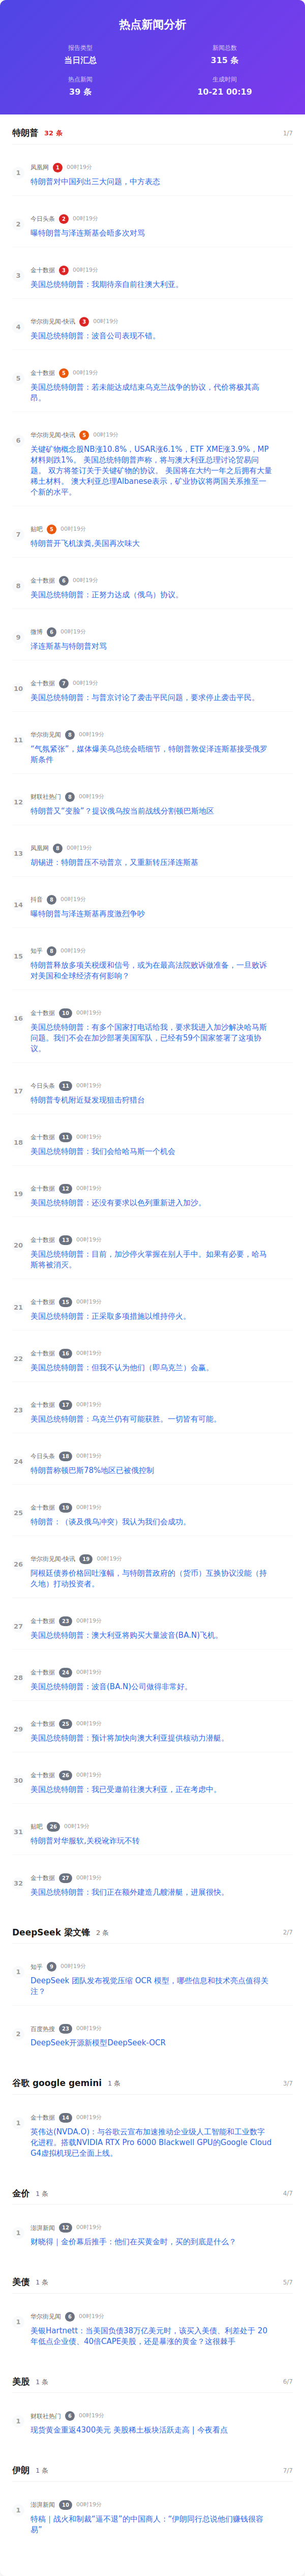 热点新闻分析
报告类型
当日汇总
新闻总数
315 条
热点新闻
39 条
生成时间
10-21 00:19
特朗普 32 条 1/7
1 凤凰网 1 00时19分
特朗普对中国列出三大问题，中方表态
2 今日头条 2 00时19分
曝特朗普与泽连斯基会晤多次对骂
3 金十数据 3 00时19分
美国总统特朗普：我期待亲自前往澳大利亚。
4 华尔街见闻-快讯 3 00时19分
美国总统特朗普：波音公司表现不错。
5 金十数据 5 00时19分
美国总统特朗普：若未能达成结束乌克兰战争的协议，代价将极其高
昂。
6 华尔街见闻-快讯 5 00时19分
关键矿物概念股NB涨10.8%，USAR涨6.1%，ETF XME涨3.9%，MP
材料则跌1%。 美国总统特朗普声称，将与澳大利亚总理讨论贸易问
题。 双方将签订关于关键矿物的协议。 美国将在大约一年之后拥有大量
稀土材料。 澳大利亚总理Albanese表示，矿业协议将两国关系推至一
个新的水平。
7 贴吧 5 00时19分
特朗普开飞机泼粪,美国再次味大
8 金十数据 6 00时19分
美国总统特朗普：正努力达成（俄乌）协议。
9 微博 6 00时19分
泽连斯基与特朗普对骂
10 金十数据 7 00时19分
美国总统特朗普：与普京讨论了袭击平民问题，要求停止袭击平民。
11 华尔街见闻 8 00时19分
“气氛紧张”，媒体爆美乌总统会晤细节，特朗普敦促泽连斯基接受俄罗
斯条件
12 财联社热门 8 00时19分
特朗普又“变脸”？提议俄乌按当前战线分割顿巴斯地区
13 凤凰网 8 00时19分
胡锡进：特朗普压不动普京，又重新转压泽连斯基
14 抖音 8 00时19分
曝特朗普与泽连斯基再度激烈争吵
15 知乎 8 00时19分
特朗普释放多项关税缓和信号，或为在最高法院败诉做准备，一旦败诉
对美国和全球经济有何影响？
16 金十数据 10 00时19分
美国总统特朗普：有多个国家打电话给我，要求我进入加沙解决哈马斯
问题。我们不会在加沙部署美国军队，已经有59个国家签署了这项协
议。
17 今日头条 11 00时19分
特朗普专机附近疑发现狙击狩猎台
18 金十数据 11 00时19分
美国总统特朗普：我们会给哈马斯一个机会
19 金十数据 12 00时19分
美国总统特朗普：还没有要求以色列重新进入加沙。
20 金十数据 13 00时19分
美国总统特朗普：目前，加沙停火掌握在别人手中。如果有必要，哈马
斯将被消灭。
21 金十数据 15 00时19分
美国总统特朗普：正采取多项措施以维持停火。
22 金十数据 16 00时19分
美国总统特朗普：但我不认为他们（即乌克兰）会赢。
23 金十数据 17 00时19分
美国总统特朗普：乌克兰仍有可能获胜。一切皆有可能。
24 今日头条 18 00时19分
特朗普称顿巴斯78%地区已被俄控制
25 金十数据 19 00时19分
特朗普：（谈及俄乌冲突）我认为我们会成功。
26 华尔街见闻-快讯 19 00时19分
阿根廷债券价格回吐涨幅，与特朗普政府的（货币）互换协议没能（持
久地）打动投资者。
27 金十数据 23 00时19分
美国总统特朗普：澳大利亚将购买大量波音(BA.N)飞机。
28 金十数据 24 00时19分
美国总统特朗普：波音(BA.N)公司做得非常好。
29 金十数据 25 00时19分
美国总统特朗普：预计将加快向澳大利亚提供核动力潜艇。
30 金十数据 26 00时19分
美国总统特朗普：我已受邀前往澳大利亚，正在考虑中。
31 贴吧 26 00时19分
特朗普对华服软,关税讹诈玩不转
32 金十数据 27 00时19分
美国总统特朗普：我们正在额外建造几艘潜艇，进展很快。
DeepSeek 梁文锋 2 条 2/7
1 知乎 9 00时19分
DeepSeek 团队发布视觉压缩 OCR 模型，哪些信息和技术亮点值得关
注？
2 百度热搜 23 00时19分
DeepSeek开源新模型DeepSeek-OCR
谷歌 google gemini 1 条 3/7
1 金十数据 14 00时19分
英伟达(NVDA.O)：与谷歌云宣布加速推动企业级人工智能和工业数字
化进程。搭载NVIDIA RTX Pro 6000 Blackwell GPU的Google Cloud
G4虚拟机现已全面上线。
金价 1 条 4/7
1 澎湃新闻 12 00时19分
财晓得｜金价幕后推手：他们在买黄金时，买的到底是什么？
美债 1 条 5/7
1 华尔街见闻 6 00时19分
美银Hartnett：当美国负债38万亿美元时，该买入美债、利差处于 20
年低点企业债、40倍CAPE美股，还是暴涨的黄金？这很棘手
美股 1 条 6/7
1 财联社热门 6 00时19分
现货黄金重返4300美元 美股稀土板块活跃走高 | 今夜看点
伊朗 1 条 7/7
1 澎湃新闻 10 00时19分
特稿｜战火和制裁“逼不退”的中国商人：“伊朗同行总说他们赚钱很容
易”